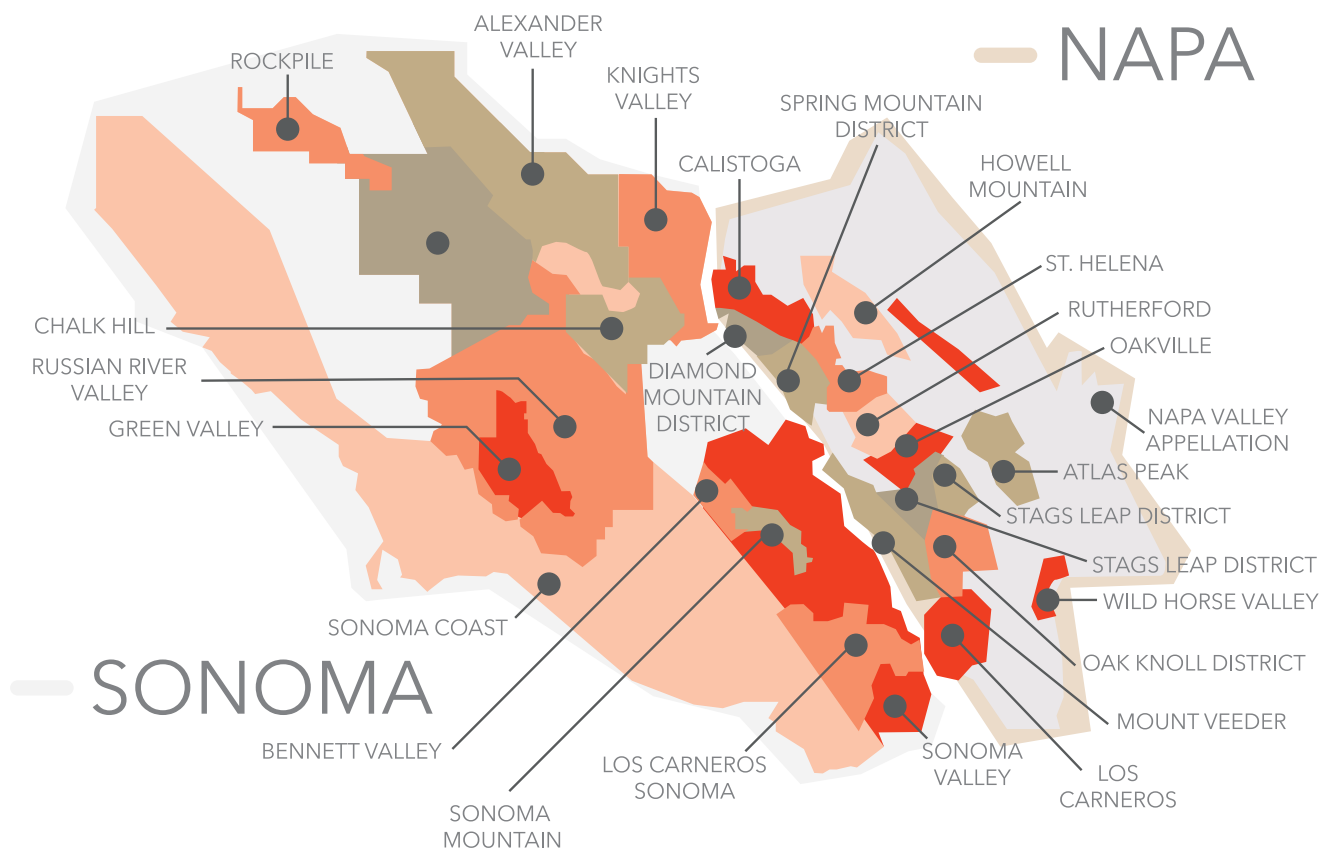 NAPA
ALEXANDER
VALLEY
ROCKPILE
KNIGHTS
VALLEY
SPRING MOUNTAIN
DISTRICT
CALISTOGA
HOWELL
MOUNTAIN
ST. HELENA
RUTHERFORD
OAKVILLE
CHALK HILL
RUSSIAN RIVER
VALLEY
GREEN VALLEY
DIAMOND
MOUNTAIN
DISTRICT
NAPA VALLEY
APPELLATION
ATLAS PEAK
STAGS LEAP DISTRICT
STAGS LEAP DISTRICT
WILD HORSE VALLEY
SONOMA COAST
OAK KNOLL DISTRICT
SONOMA
MOUNT VEEDER
BENNETT VALLEY
LOS CARNEROS
SONOMA
SONOMA
VALLEY
LOS
CARNEROS
SONOMA
MOUNTAIN